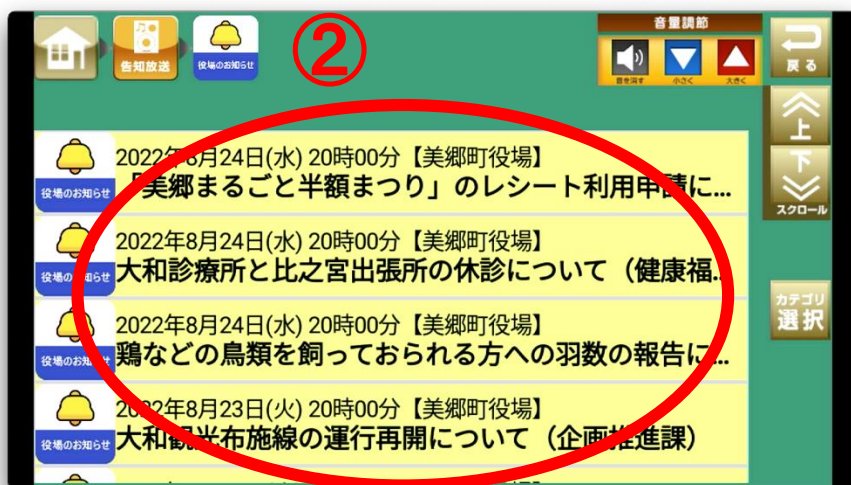 ②
音量調節
告知放送
役場のお知らせ
音を消す
小さく
大きく
戻る
上
下
スクロール
カテゴリ
選択
役場のお知らせ
2022年8月24日(水) 20時00分【美郷町役場】
「美郷まるごと半額まつり」のレシート利用申請に...
役場のお知らせ
2022年8月24日(水) 20時00分【美郷町役場】
大和診療所と比之宮出張所の休診について（健康福...
役場のお知らせ
2022年8月24日(水) 20時00分【美郷町役場】
鶏などの鳥類を飼っておられる方への羽数の報告に...
役場のお知らせ
2022年8月23日(火) 20時00分【美郷町役場】
大和観光布施線の運行再開について（企画推進課）